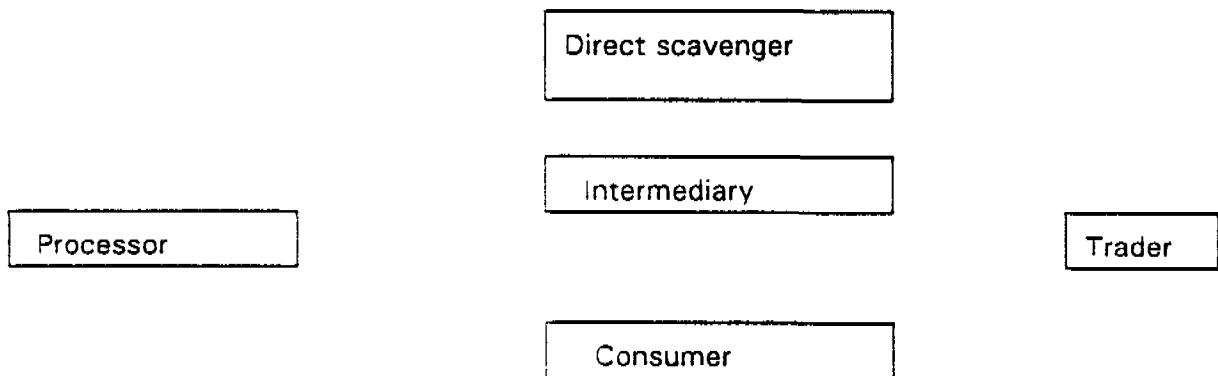 Direct scavenger
Intermediary
Processor
Trader
Consumer